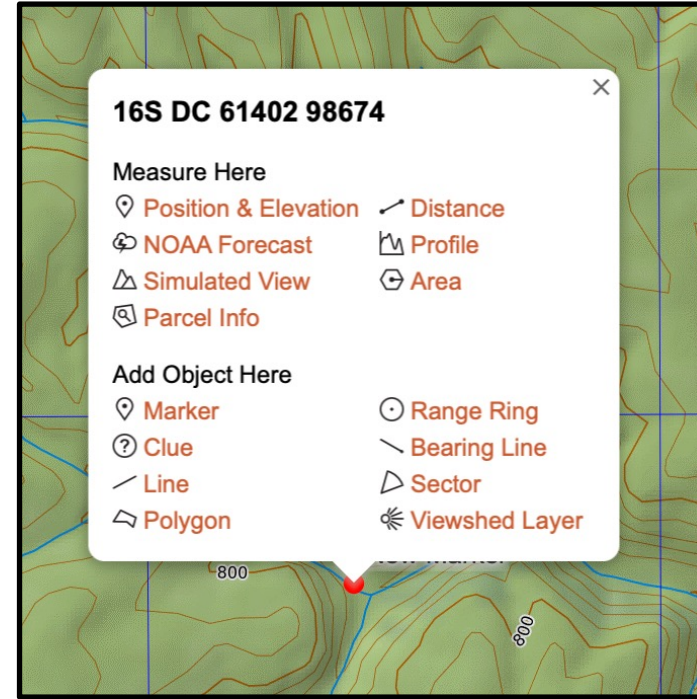 16S DC 61402 98674
Measure Here
Position & Elevation
Distance
NOAA Forecast
Profile
Simulated View
Area
Parcel Info
Add Object Here
Marker
Range Ring
Clue
Bearing Line
Line
Sector
Polygon
Viewshed Layer
800
800